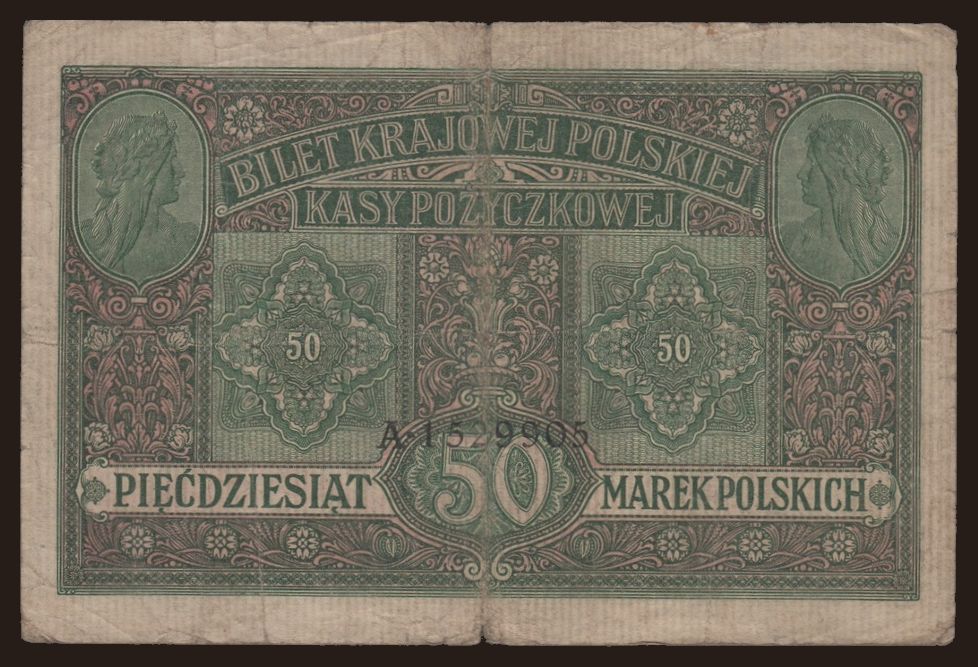 BILET KRAJOWEJ POLSKIEJ
KASY POŻYCZKOWEJ
50 50
A·1529905
PIĘĆDZIESIĄT 50 MAREK POLSKICH